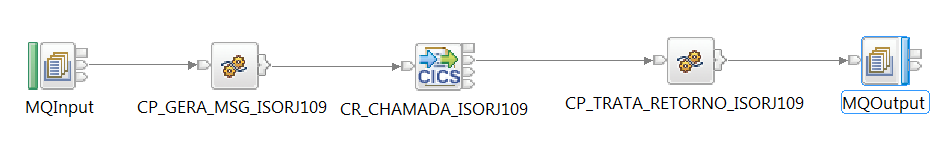 CICS
MQInput
CP_GERA_MSG_ISORJ109
CR_CHAMADA_ISORJ109
CP_TRATA_RETORNO_ISORJ109
MQOutput